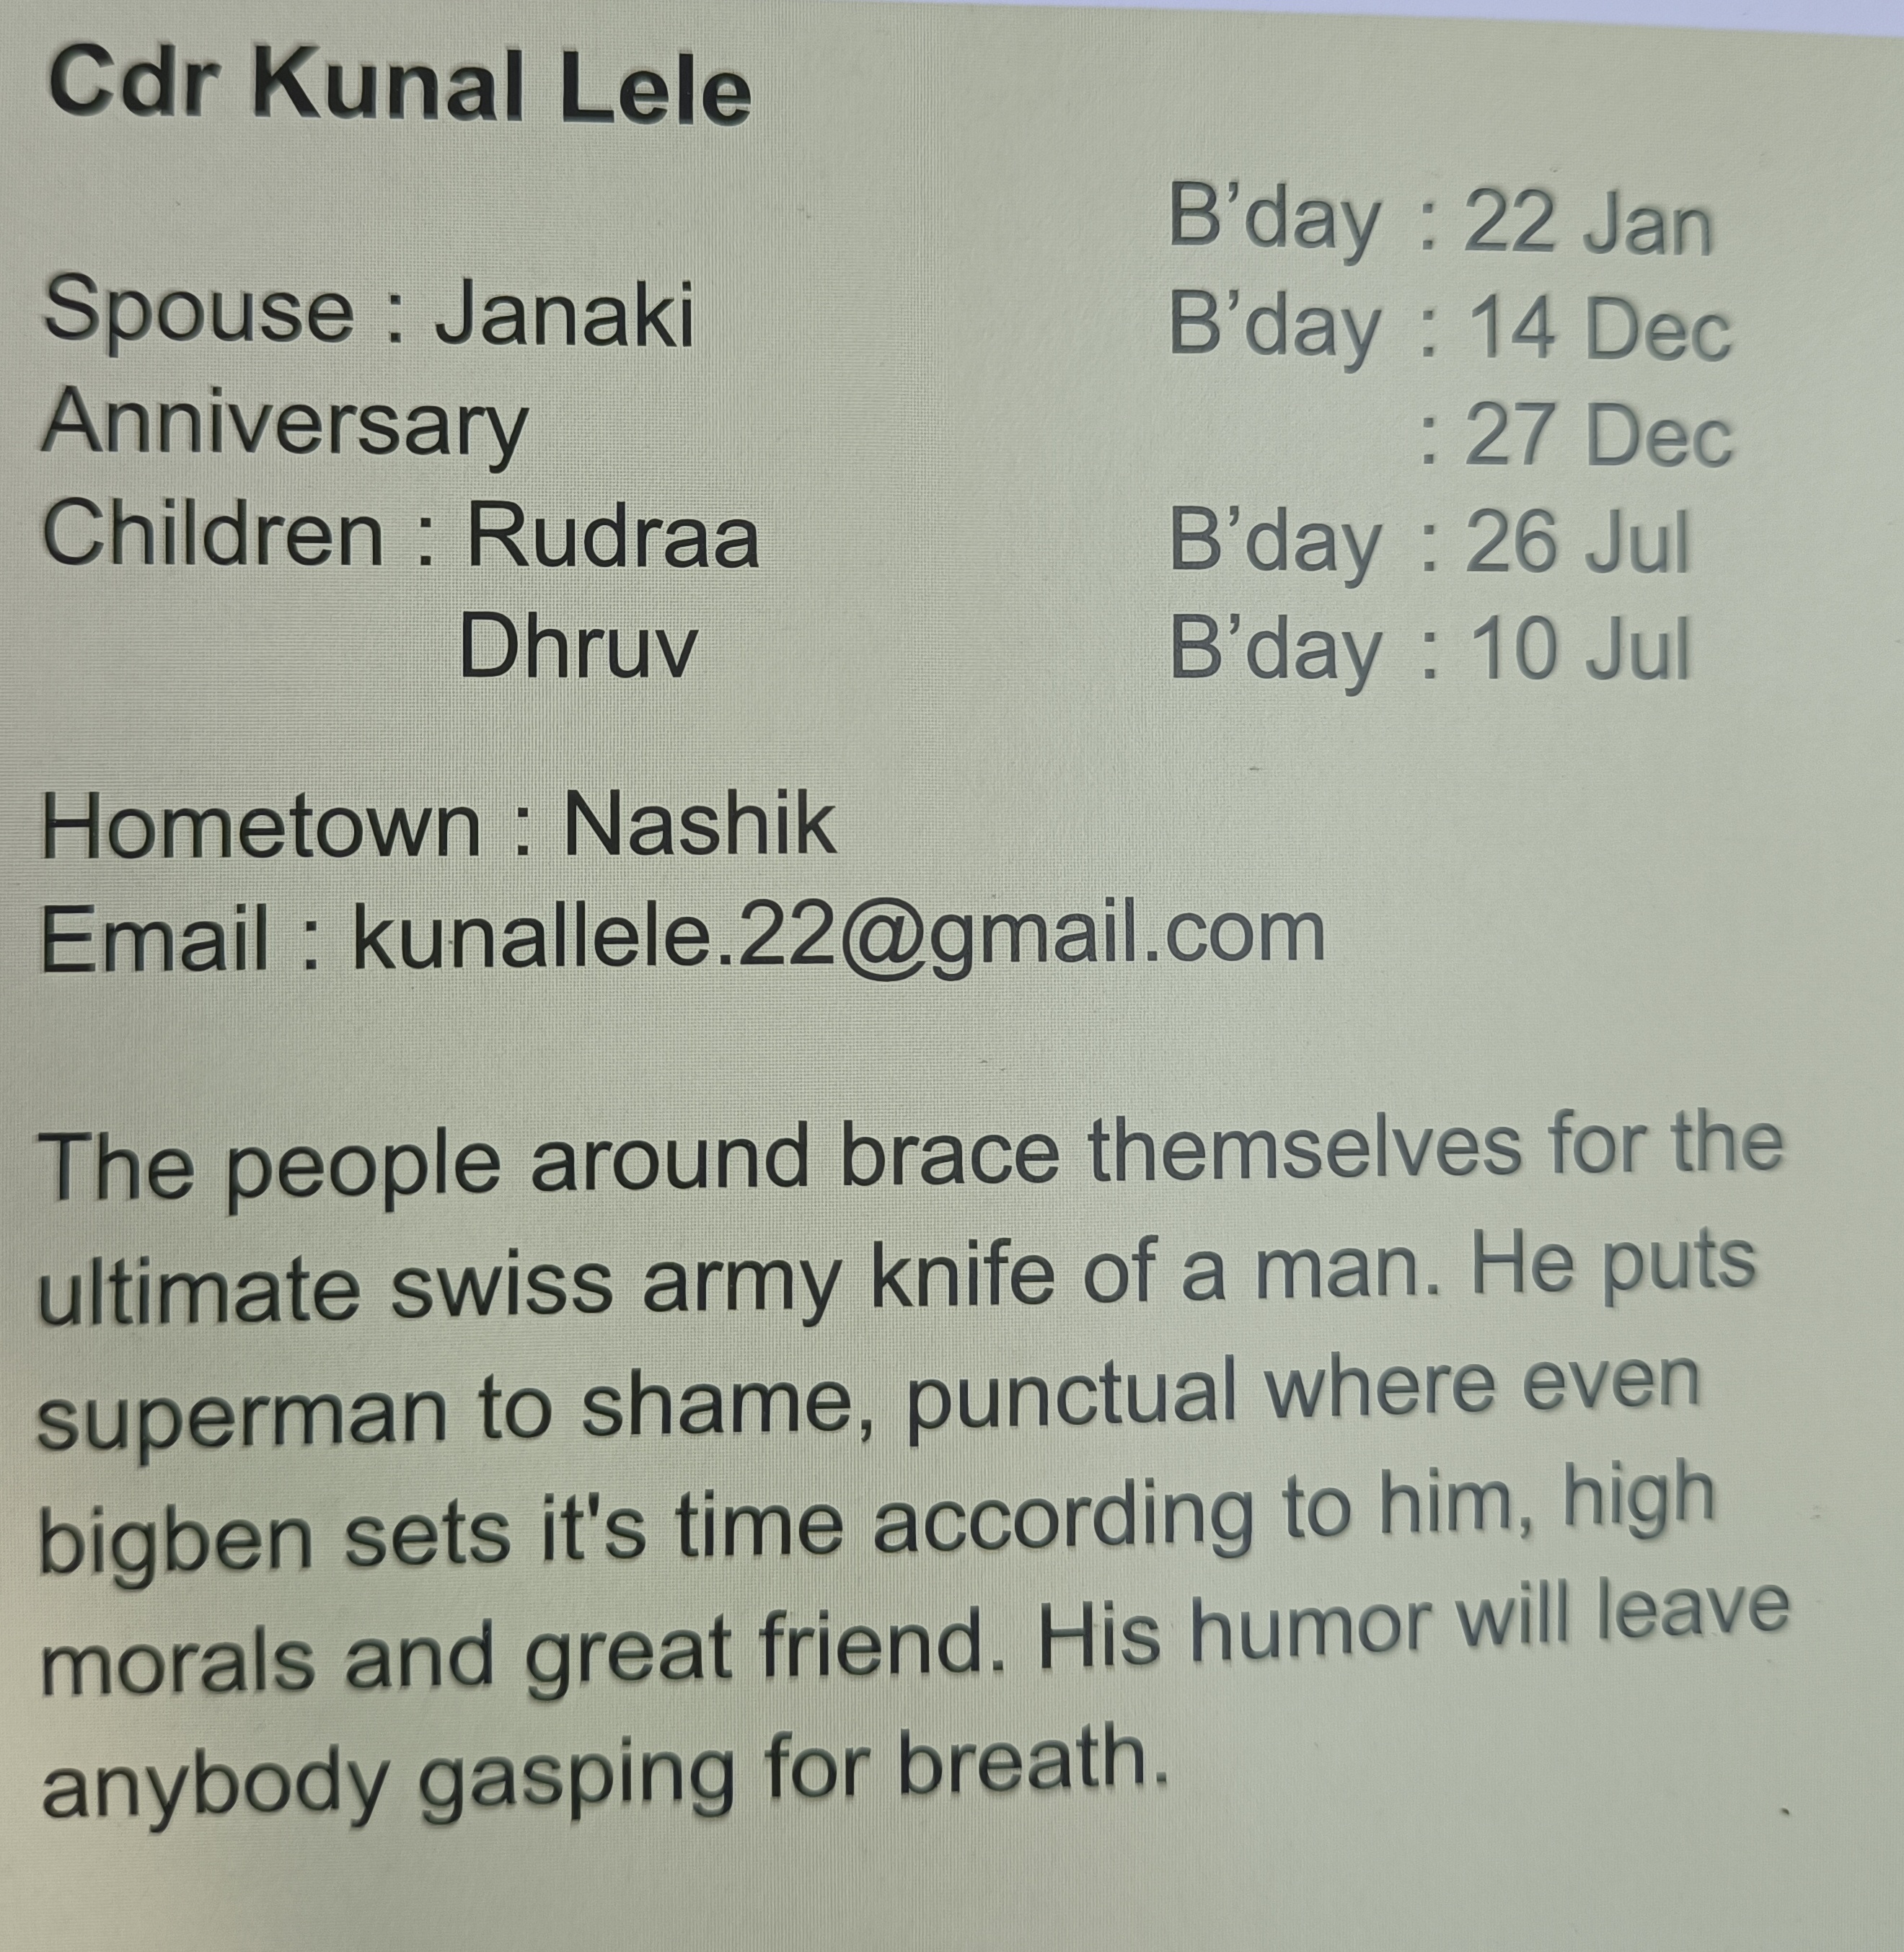 Cdr Kunal Lele
B’day : 22 Jan
Spouse : Janaki B’day : 14 Dec
Anniversary : 27 Dec
Children : Rudraa B’day : 26 Jul
Dhruv B’day : 10 Jul
Hometown : Nashik
Email : kunallele.22@gmail.com
The people around brace themselves for the
ultimate swiss army knife of a man. He puts
superman to shame, punctual where even
bigben sets it's time according to him, high
morals and great friend. His humor will leave
anybody gasping for breath.